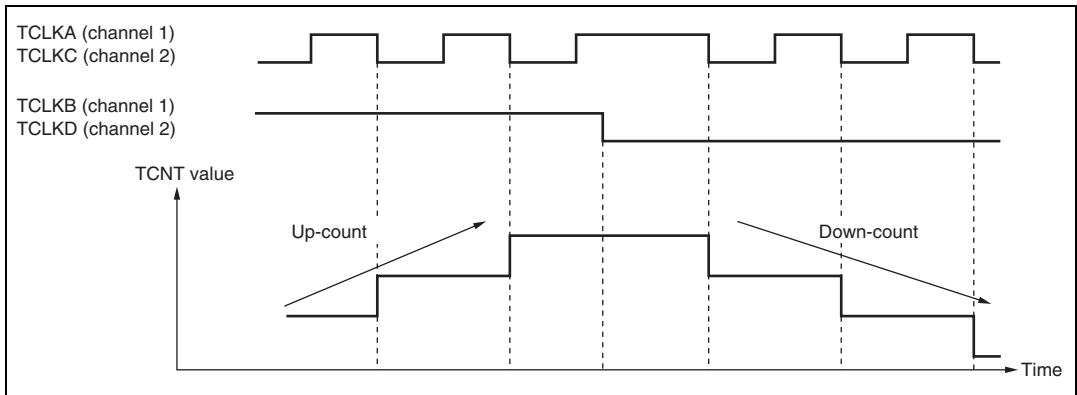 TCLKA (channel 1)
TCLKC (channel 2)
TCLKB (channel 1)
TCLKD (channel 2)
TCNT value
Up-count
Down-count
Time